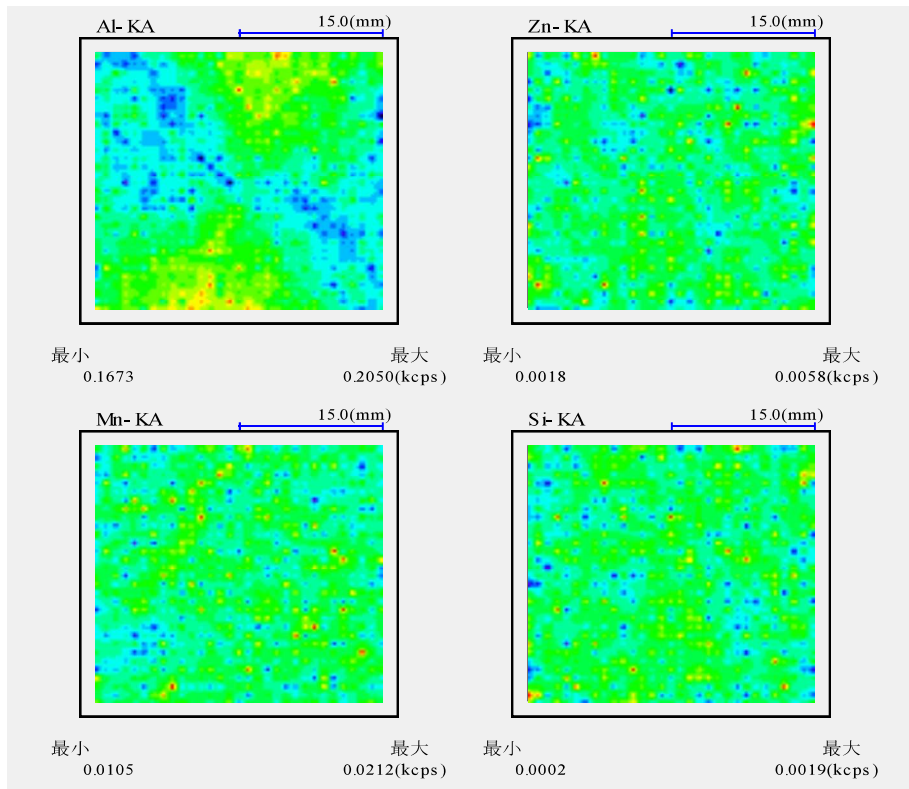 Al-KA 15.0(mm)
Zn-KA 15.0(mm)
最小 最大
0.1673 0.2050(kcps)
最小 最大
0.0018 0.0058(kcps)
Mn-KA 15.0(mm)
Si-KA 15.0(mm)
最小 最大
0.0105 0.0212(kcps)
最小 最大
0.0002 0.0019(kcps)